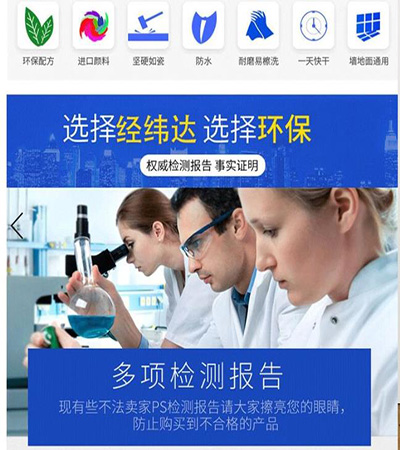 环保配方 进口颜料 坚硬如瓷 防水 耐磨易檫洗 一天快干 墙地面通用
选择经纬达 选择环保
权威检测报告 事实证明
多项检测报告
现有些不法卖家PS检测报告请大家擦亮您的眼睛，
防止购买到不合格的产品